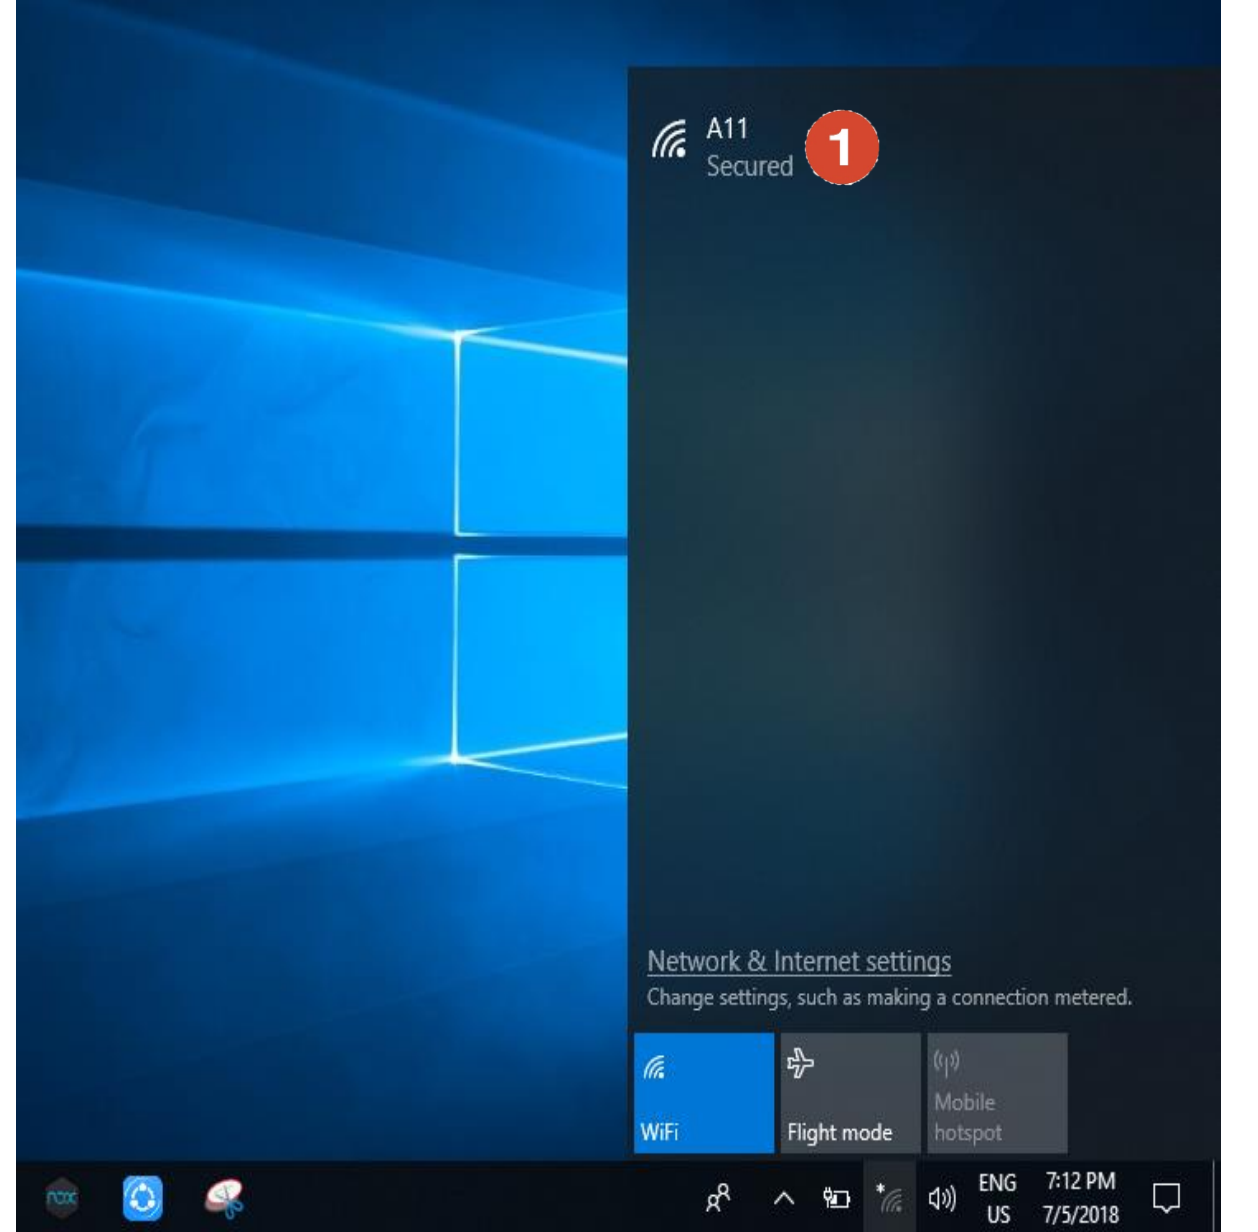 A11
Secured
1
Network & Internet settings
Change settings, such as making a connection metered.
WiFi
Flight mode
Mobile
hotspot
nox
ENG
US
7:12 PM
7/5/2018